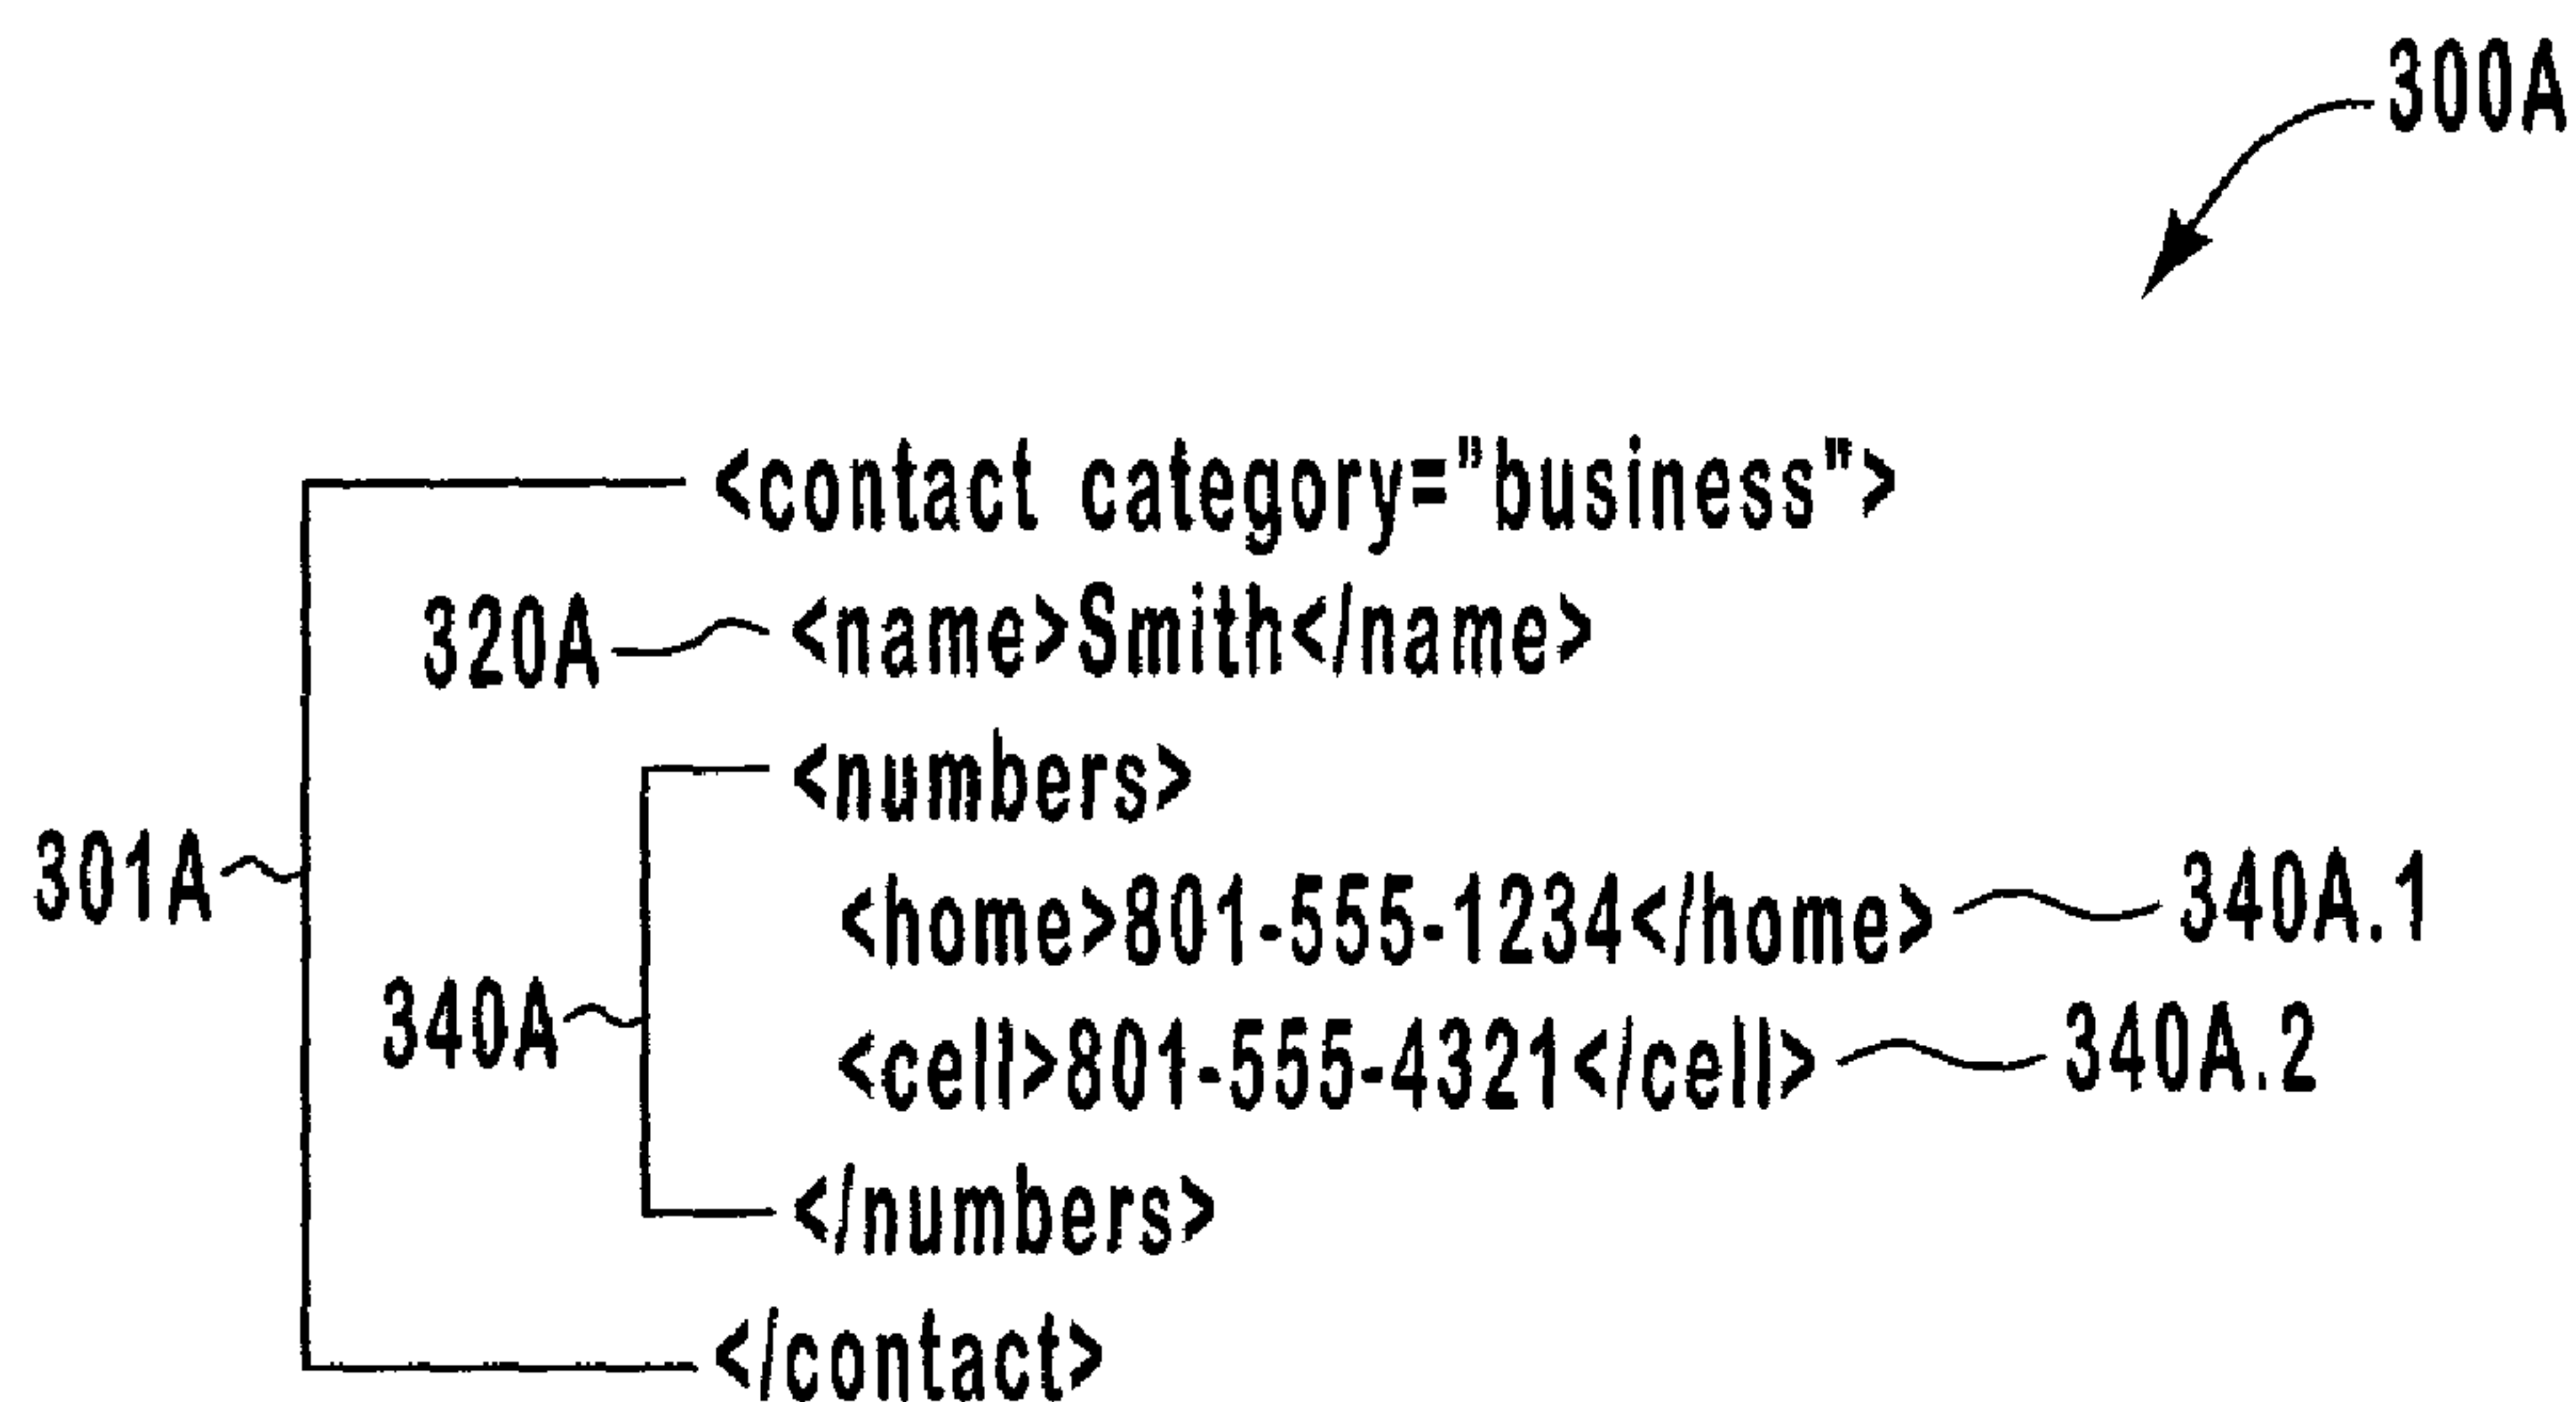 300A
<contact category="business">
320A <name>Smith</name>
<numbers>
301A <home>801-555-1234</home> 340A.1
340A <cell>801-555-4321</cell> 340A.2
</numbers>
</contact>